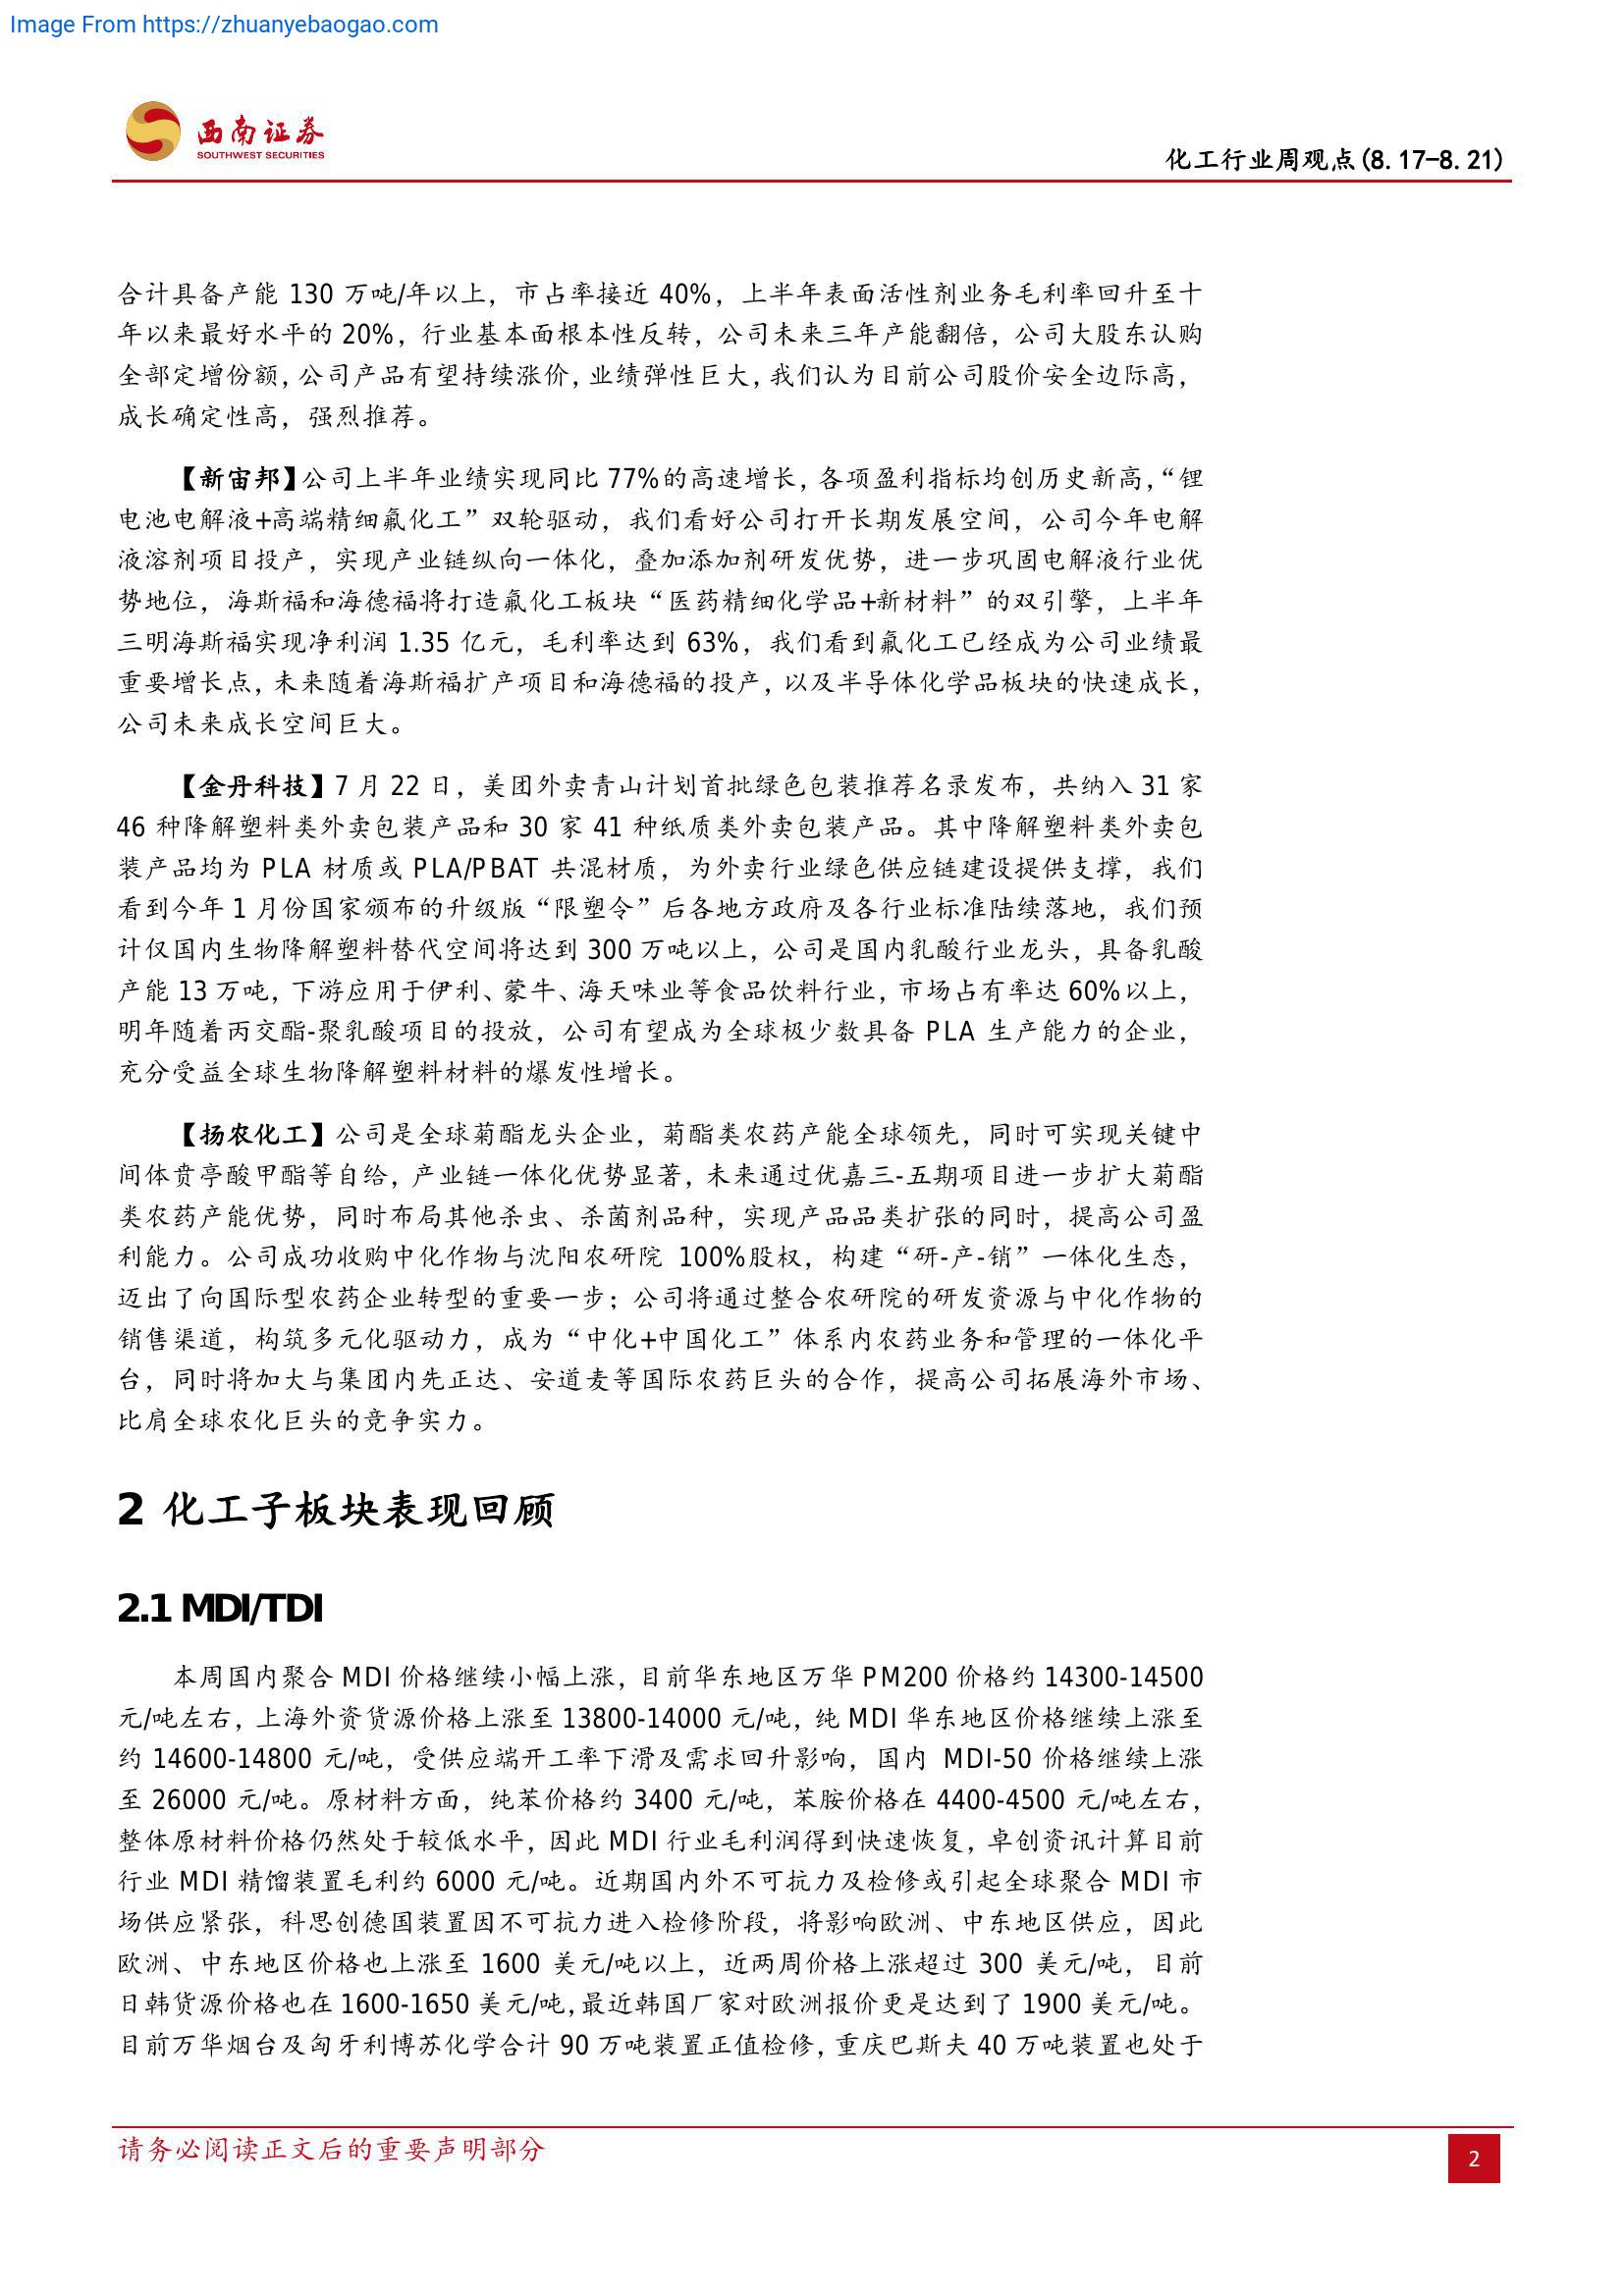 Image From https://zhuanyebaogao.com
西南证券
SOUTHWEST SECURITIES
化工行业周观点(8.17-8.21)
合计具备产能 130 万吨/年以上，市占率接近 40%，上半年表面活性剂业务毛利率回升至十
年以来最好水平的 20%，行业基本面根本性反转，公司未来三年产能翻倍，公司大股东认购
全部定增份额，公司产品有望持续涨价，业绩弹性巨大，我们认为目前公司股价安全边际高，
成长确定性高，强烈推荐。
【新宙邦】公司上半年业绩实现同比 77%的高速增长，各项盈利指标均创历史新高，“锂
电池电解液+高端精细氟化工”双轮驱动，我们看好公司打开长期发展空间，公司今年电解
液溶剂项目投产，实现产业链纵向一体化，叠加添加剂研发优势，进一步巩固电解液行业优
势地位，海斯福和海德福将打造氟化工板块“医药精细化学品+新材料”的双引擎，上半年
三明海斯福实现净利润 1.35 亿元，毛利率达到 63%，我们看到氟化工已经成为公司业绩最
重要增长点，未来随着海斯福扩产项目和海德福的投产，以及半导体化学品板块的快速成长，
公司未来成长空间巨大。
【金丹科技】7 月 22 日，美团外卖青山计划首批绿色包装推荐名录发布，共纳入 31 家
46 种降解塑料类外卖包装产品和 30 家 41 种纸质类外卖包装产品。其中降解塑料类外卖包
装产品均为 PLA 材质或 PLA/PBAT 共混材质，为外卖行业绿色供应链建设提供支撑，我们
看到今年 1 月份国家颁布的升级版“限塑令”后各地方政府及各行业标准陆续落地，我们预
计仅国内生物降解塑料替代空间将达到 300 万吨以上，公司是国内乳酸行业龙头，具备乳酸
产能 13 万吨，下游应用于伊利、蒙牛、海天味业等食品饮料行业，市场占有率达 60%以上，
明年随着丙交酯-聚乳酸项目的投放，公司有望成为全球极少数具备 PLA 生产能力的企业，
充分受益全球生物降解塑料材料的爆发性增长。
【扬农化工】公司是全球菊酯龙头企业，菊酯类农药产能全球领先，同时可实现关键中
间体贲亭酸甲酯等自给，产业链一体化优势显著，未来通过优嘉三-五期项目进一步扩大菊酯
类农药产能优势，同时布局其他杀虫、杀菌剂品种，实现产品品类扩张的同时，提高公司盈
利能力。公司成功收购中化作物与沈阳农研院 100%股权，构建“研-产-销”一体化生态，
迈出了向国际型农药企业转型的重要一步；公司将通过整合农研院的研发资源与中化作物的
销售渠道，构筑多元化驱动力，成为“中化+中国化工”体系内农药业务和管理的一体化平
台，同时将加大与集团内先正达、安道麦等国际农药巨头的合作，提高公司拓展海外市场、
比肩全球农化巨头的竞争实力。
2 化工子板块表现回顾
2.1 MDI/TDI
本周国内聚合 MDI 价格继续小幅上涨，目前华东地区万华 PM200 价格约 14300-14500
元/吨左右，上海外资货源价格上涨至 13800-14000 元/吨，纯 MDI 华东地区价格继续上涨至
约 14600-14800 元/吨，受供应端开工率下滑及需求回升影响，国内 MDI-50 价格继续上涨
至 26000 元/吨。原材料方面，纯苯价格约 3400 元/吨，苯胺价格在 4400-4500 元/吨左右，
整体原材料价格仍然处于较低水平，因此 MDI 行业毛利润得到快速恢复，卓创资讯计算目前
行业 MDI 精馏装置毛利约 6000 元/吨。近期国内外不可抗力及检修或引起全球聚合 MDI 市
场供应紧张，科思创德国装置因不可抗力进入检修阶段，将影响欧洲、中东地区供应，因此
欧洲、中东地区价格也上涨至 1600 美元/吨以上，近两周价格上涨超过 300 美元/吨，目前
日韩货源价格也在 1600-1650 美元/吨，最近韩国厂家对欧洲报价更是达到了 1900 美元/吨。
目前万华烟台及匈牙利博苏化学合计 90 万吨装置正值检修，重庆巴斯夫 40 万吨装置也处于
请务必阅读正文后的重要声明部分
2